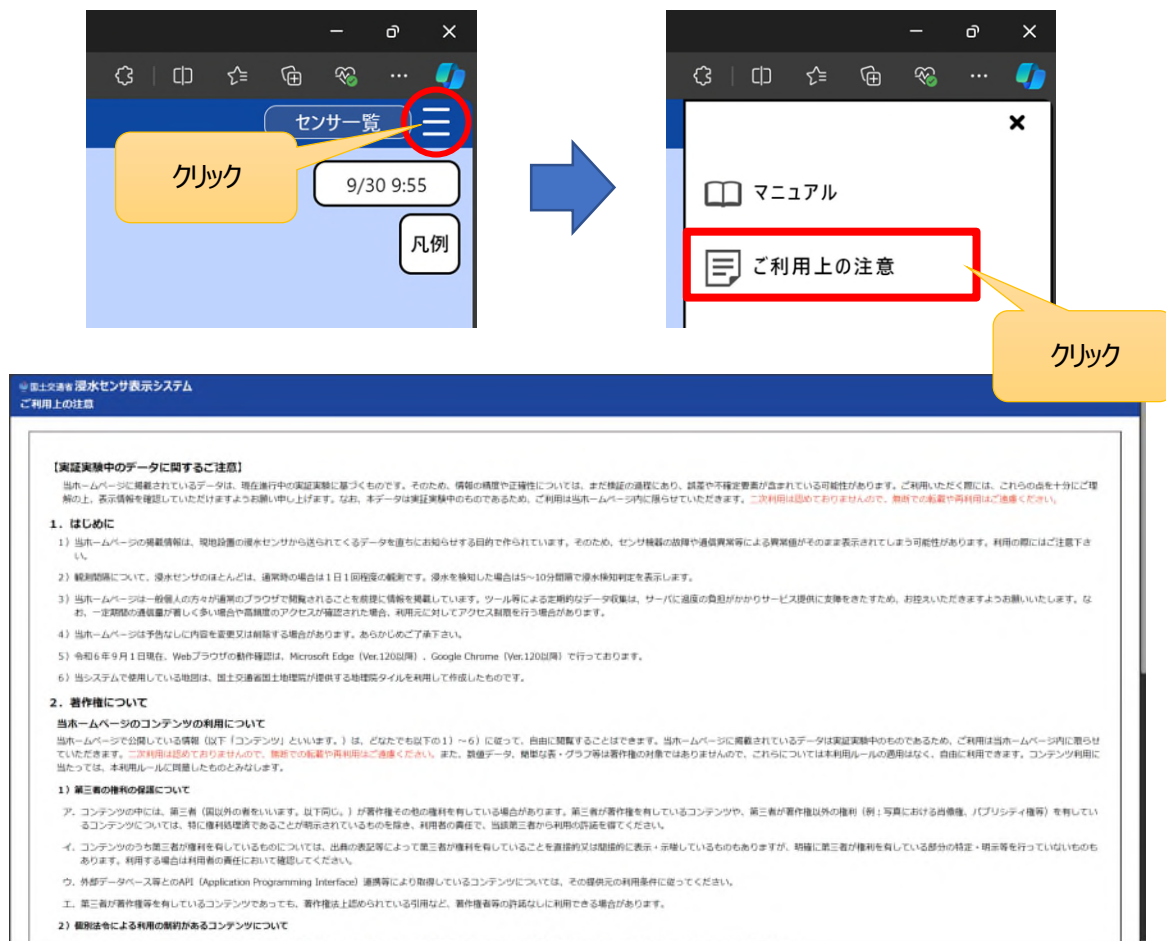 センサ一覧
クリック
9/30 9:55
凡例
マニュアル
ご利用上の注意
クリック
国土交通省 浸水センサ表示システム
ご利用上の注意
【実証実験中のデータに関するご注意】
当ホームページに掲載されているデータは、現在進行中の実証実験に基づくものです。そのため、情報の精度や正確性については、まだ検証の過程にあり、誤差や不確定要素が含まれている可能性があります。ご利用いただく際には、これらの点を十分にご理
解の上、表示情報を確認していただけますようお願い申し上げます。なお、本データは実証実験中のものであるため、ご利用は当ホームページ内に限らせていただきます。二次利用は認めておりませんので、無断での転載や再利用はご遠慮ください。
1. はじめに
1）当ホームページの掲載情報は、現地設置の浸水センサから送られてくるデータを直ちにお知らせする目的で作られています。そのため、センサ機器の故障や通信異常等による異常値がそのまま表示されてしまう可能性があります。利用の際にはご注意下さ
い。
2）観測間隔について、浸水センサのほとんどは、通常時の場合は1日1回程度の観測です。浸水を検知した場合は5～10分間隔で浸水検知判定を表示します。
3）当ホームページは一般個人の方々が通常のブラウザで閲覧されることを前提に情報を掲載しています。ツール等による定期的なデータ収集は、サーバに過度の負担がかかりサービス提供に支障をきたすため、お控えいただきますようお願いいたします。な
お、一定期間の通信量が著しく多い場合や高頻度のアクセスが確認された場合、利用元に対してアクセス制限を行う場合があります。
4）当ホームページは予告なしに内容を変更又は削除する場合があります。あらかじめご了承下さい。
5）令和6年9月1日現在、Webブラウザの動作確認は、Microsoft Edge（Ver.120以降）、Google Chrome（Ver.120以降）で行っております。
6）当システムで使用している地図は、国土交通省国土地理院が提供する地理院タイルを利用して作成したものです。
2. 著作権について
当ホームページのコンテンツの利用について
当ホームページで公開している情報（以下「コンテンツ」といいます。）は、どなたでも以下の1）～6）に従って、自由に閲覧することはできます。当ホームページに掲載されているデータは実証実験中のものであるため、ご利用は当ホームページ内に限らせ
ていただきます。二次利用は認めておりませんので、無断での転載や再利用はご遠慮ください。また、数値データ、簡単な表・グラフ等は著作権の対象ではありませんので、これらについては本利用ルールの適用はなく、自由に利用できます。コンテンツ利用に
当たっては、本利用ルールに同意したものとみなします。
1）第三者の権利の保護について
ア. コンテンツの中には、第三者（国以外の者をいいます。以下同じ。）が著作権その他の権利を有している場合があります。第三者が著作権を有しているコンテンツや、第三者が著作権以外の権利（例：写真における肖像権、パブリシティ権等）を有してい
るコンテンツについては、特に権利処理済であることが明示されているものを除き、利用者の責任で、当該第三者から利用の許諾を得てください。
イ. コンテンツのうち第三者が権利を有しているものについては、出典の表記等によって第三者が権利を有していることを直接的又は間接的に表示・示唆しているものもありますが、明確に第三者が権利を有している部分の特定・明示等を行っていないものも
あります。利用する場合は利用者の責任において確認してください。
ウ. 外部データベース等とのAPI（Application Programming Interface）連携等により取得しているコンテンツについては、その提供元の利用条件に従ってください。
エ. 第三者が著作権等を有しているコンテンツであっても、著作権法上認められている引用など、著作権者等の許諾なしに利用できる場合があります。
2）個別法令による利用の制約があるコンテンツについて